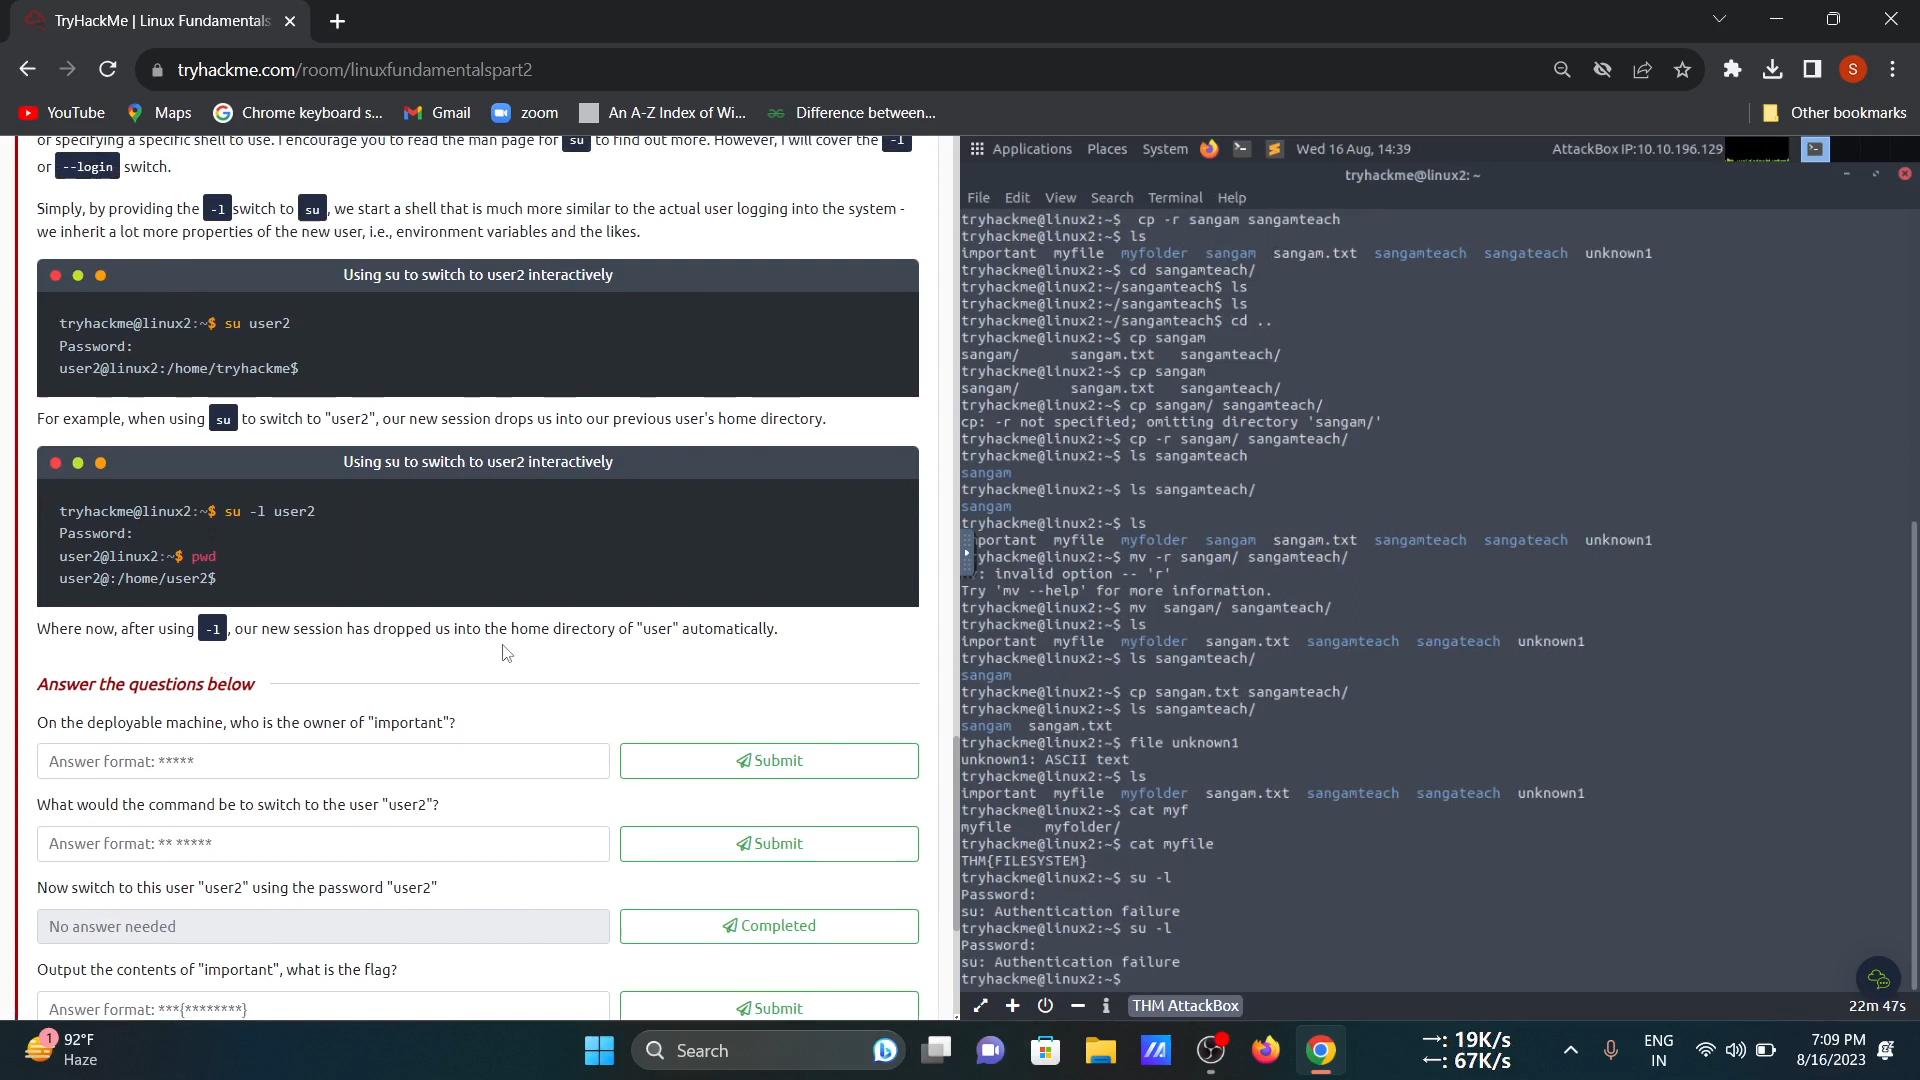 TryHackMe | Linux Fundamentals
tryhackme.com/room/linuxfundamentalspart2
S
YouTube Maps Chrome keyboard s... Gmail zoom An A-Z Index of Wi... Difference between... Other bookmarks
or specifying a specific shell to use. I encourage you to read the man page for su to find out more. However, I will cover the -l
or --login switch.
Simply, by providing the -l switch to su, we start a shell that is much more similar to the actual user logging into the system -
we inherit a lot more properties of the new user, i.e., environment variables and the likes.
Using su to switch to user2 interactively
tryhackme@linux2:~$ su user2
Password:
user2@linux2:/home/tryhackme$
For example, when using su to switch to "user2", our new session drops us into our previous user's home directory.
Using su to switch to user2 interactively
tryhackme@linux2:~$ su -l user2
Password:
user2@linux2:~$ pwd
user2@:/home/user2$
Where now, after using -l, our new session has dropped us into the home directory of "user" automatically.
Answer the questions below
On the deployable machine, who is the owner of "important"?
Answer format: *****
Submit
What would the command be to switch to the user "user2"?
Answer format: ** *****
Submit
Now switch to this user "user2" using the password "user2"
No answer needed
Completed
Output the contents of "important", what is the flag?
Answer format: ***{********}
Submit
Applications Places System Wed 16 Aug, 14:39 AttackBox IP:10.10.196.129
tryhackme@linux2: ~
File Edit View Search Terminal Help
tryhackme@linux2:~$  cp -r sangam sangamteach
tryhackme@linux2:~$ ls
important myfile myfolder sangam sangam.txt sangamteach sangateach unknown1
tryhackme@linux2:~$ cd sangamteach/
tryhackme@linux2:~/sangamteach$ ls
tryhackme@linux2:~/sangamteach$ ls
tryhackme@linux2:~/sangamteach$ cd ..
tryhackme@linux2:~$ cp sangam
sangam/ sangam.txt sangamteach/
tryhackme@linux2:~$ cp sangam
sangam/ sangam.txt sangamteach/
tryhackme@linux2:~$ cp sangam/ sangamteach/
cp: -r not specified; omitting directory 'sangam/'
tryhackme@linux2:~$ cp -r sangam/ sangamteach/
tryhackme@linux2:~$ ls sangamteach
sangam
tryhackme@linux2:~$ ls sangamteach/
sangam
tryhackme@linux2:~$ ls
portant myfile myfolder sangam sangam.txt sangamteach sangateach unknown1
yhackme@linux2:~$ mv -r sangam/ sangamteach/
: invalid option -- 'r'
Try 'mv --help' for more information.
tryhackme@linux2:~$ mv  sangam/ sangamteach/
tryhackme@linux2:~$ ls
important myfile myfolder sangam.txt sangamteach sangateach unknown1
tryhackme@linux2:~$ ls sangamteach/
sangam
tryhackme@linux2:~$ cp sangam.txt sangamteach/
tryhackme@linux2:~$ ls sangamteach/
sangam sangam.txt
tryhackme@linux2:~$ file unknown1
unknown1: ASCII text
tryhackme@linux2:~$ ls
important myfile myfolder sangam.txt sangamteach sangateach unknown1
tryhackme@linux2:~$ cat myf
myfile myfolder/
tryhackme@linux2:~$ cat myfile
THM{FILESYSTEM}
tryhackme@linux2:~$ su -l
Password:
su: Authentication failure
tryhackme@linux2:~$ su -l
Password:
su: Authentication failure
tryhackme@linux2:~$
THM AttackBox
22m 47s
1
92°F
Haze
Search
19K/s
67K/s
ENG
IN
7:09 PM
8/16/2023